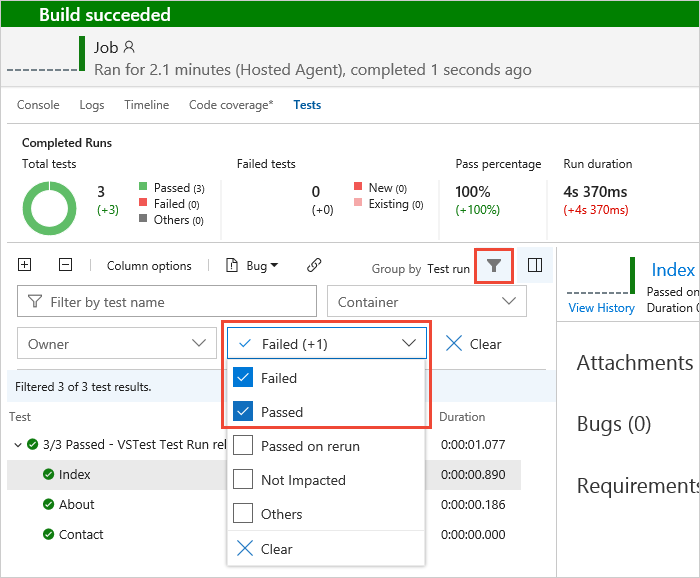 Build succeeded
Job
Ran for 2.1 minutes (Hosted Agent), completed 1 seconds ago
Console Logs Timeline Code coverage* Tests
Completed Runs
Total tests Failed tests Pass percentage Run duration
3 Passed (3) 0 New (0) 100% 4s 370ms
(+3) Failed (0) (+0) Existing (0) (+100%) (+4s 370ms)
Others (0)
Column options Bug Group by Test run
Index
Passed on
View History Duration
Filter by test name Container
Owner Failed (+1) Clear
Attachments
Filtered 3 of 3 test results.
Failed
Test Passed Duration
Bugs (0)
3/3 Passed - VSTest Test Run Passed on rerun 0:00:01.077
Index Not Impacted 0:00:00.890
Requirements
About Others 0:00:00.186
Contact Clear 0:00:00.000